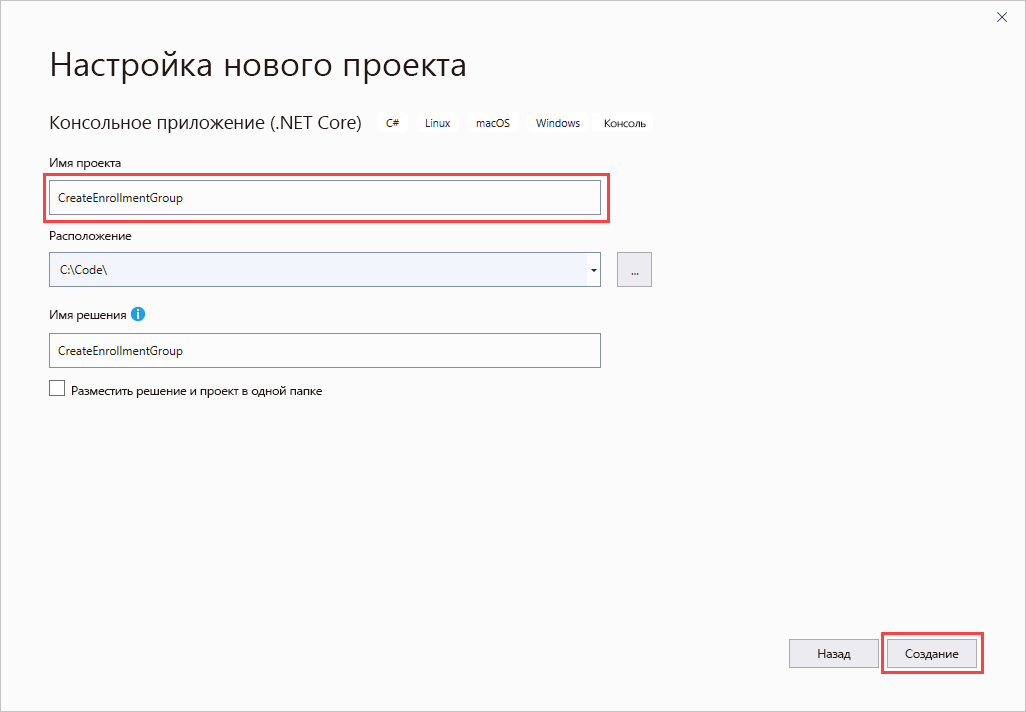 Настройка нового проекта
Консольное приложение (.NET Core) C# Linux macOS Windows Консоль
Имя проекта
CreateEnrollmentGroup
Расположение
C:\Code\
...
Имя решения
CreateEnrollmentGroup
Разместить решение и проект в одной папке
Назад Создание